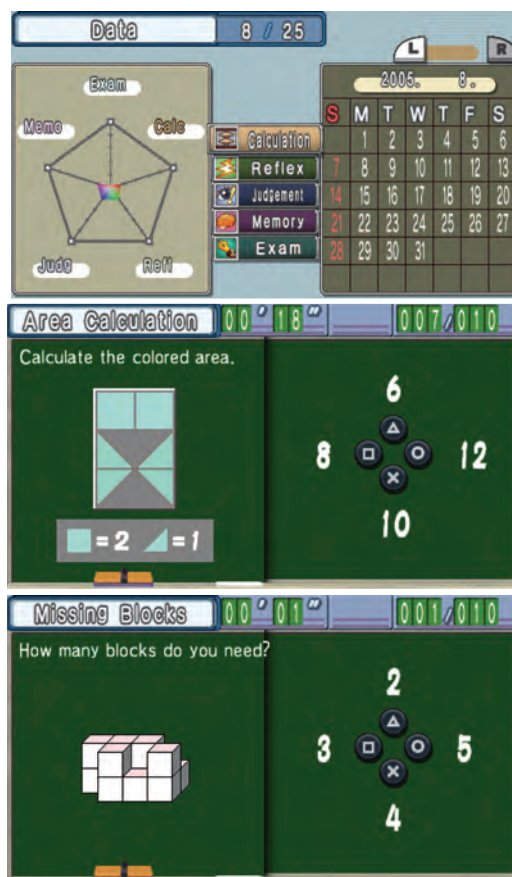 Data 8 / 25
L R
2005. 8.
Exam
Memo Calc
Judg Refl
Calculation
Reflex
Judgement
Memory
Exam
S M T W T F S
1 2 3 4 5 6
7 8 9 10 11 12 13
14 15 16 17 18 19 20
21 22 23 24 25 26 27
28 29 30 31
Area Calculation 00 ' 18 " 007/010
Calculate the colored area.
6
8 12
10
= 2 = 1
Missing Blocks 00 ' 01 " 001/010
How many blocks do you need?
2
3 5
4